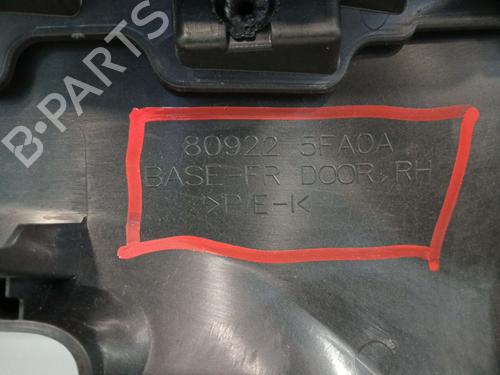 B-PARTS
80922 5FA0A
BASE-FR DOOR, RH
>P/E-I<